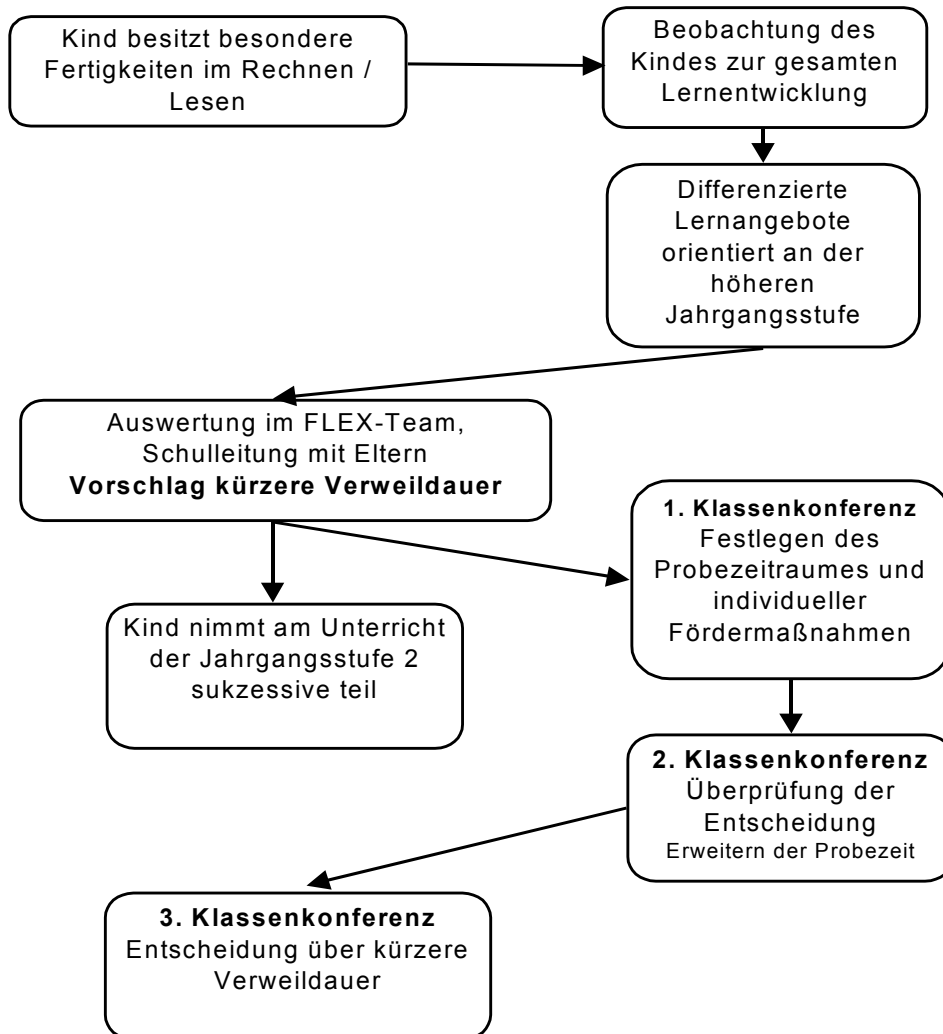 Kind besitzt besondere
Fertigkeiten im Rechnen /
Lesen
Beobachtung des
Kindes zur gesamten
Lernentwicklung
Differenzierte
Lernangebote
orientiert an der
höheren
Jahrgangsstufe
Auswertung im FLEX-Team,
Schulleitung mit Eltern
Vorschlag kürzere Verweildauer
1. Klassenkonferenz
Festlegen des
Probezeitraumes und
individueller
Fördermaßnahmen
Kind nimmt am Unterricht
der Jahrgangsstufe 2
sukzessive teil
2. Klassenkonferenz
Überprüfung der
Entscheidung
Erweitern der Probezeit
3. Klassenkonferenz
Entscheidung über kürzere
Verweildauer